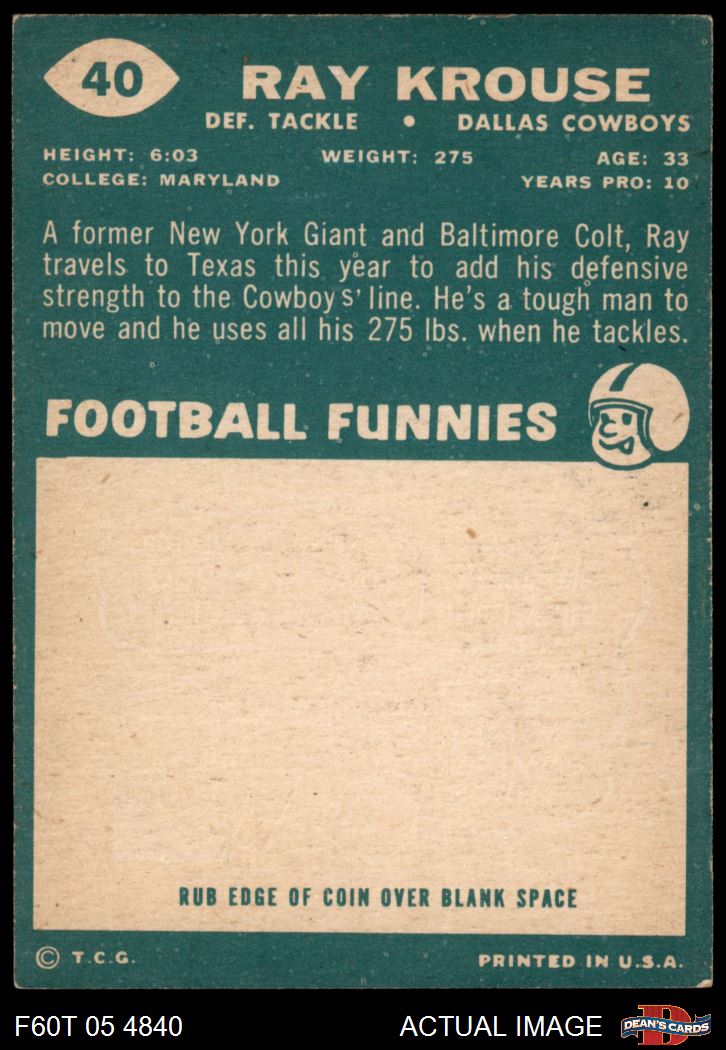 40
RAY KROUSE
DEF. TACKLE • DALLAS COWBOYS
HEIGHT: 6:03 WEIGHT: 275 AGE: 33
COLLEGE: MARYLAND YEARS PRO: 10
A former New York Giant and Baltimore Colt, Ray
travels to Texas this year to add his defensive
strength to the Cowboys' line. He's a tough man to
move and he uses all his 275 lbs. when he tackles.
FOOTBALL FUNNIES
RUB EDGE OF COIN OVER BLANK SPACE
© T.C.G. PRINTED IN U.S.A.
F60T 05 4840 ACTUAL IMAGE
DEAN'S CARDS